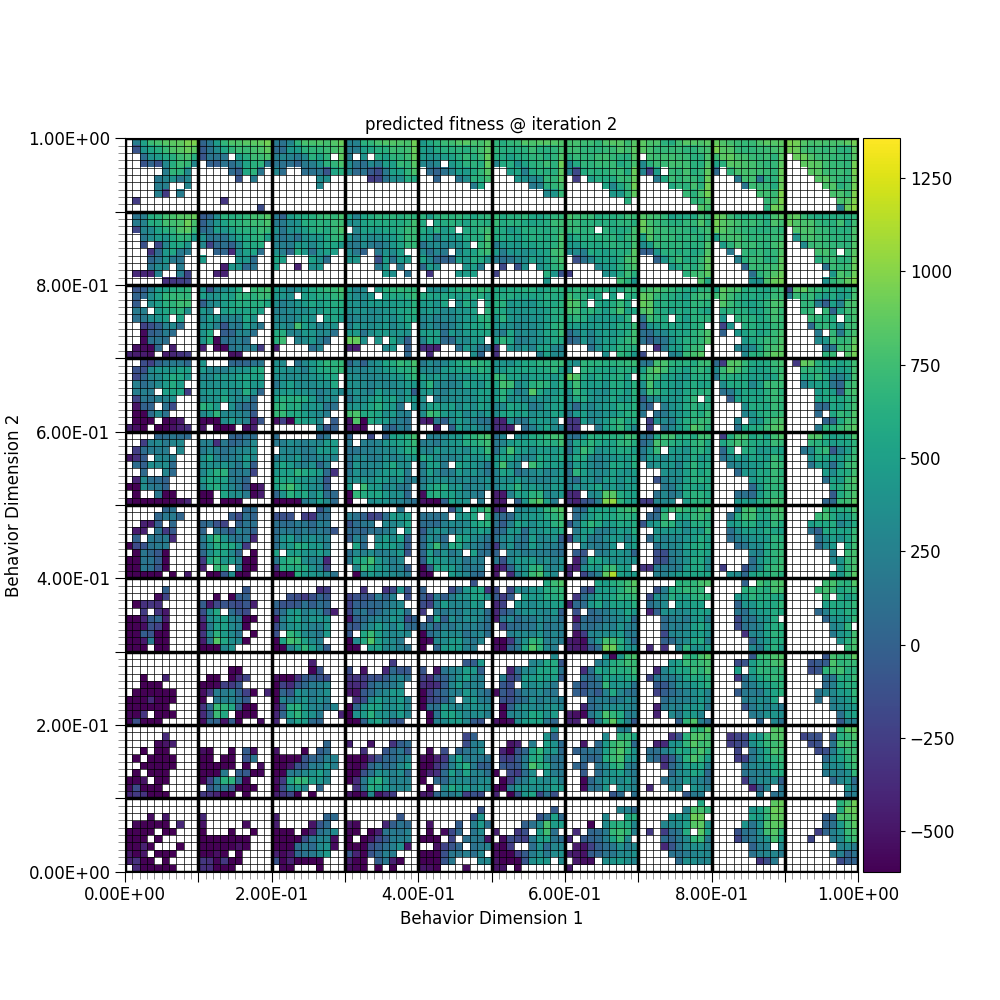 predicted fitness @ iteration 2
1.00E+00
8.00E-01
6.00E-01
4.00E-01
2.00E-01
0.00E+00
Behavior Dimension 2
0.00E+00 2.00E-01 4.00E-01 6.00E-01 8.00E-01 1.00E+00
Behavior Dimension 1
1250
1000
750
500
250
0
−250
−500